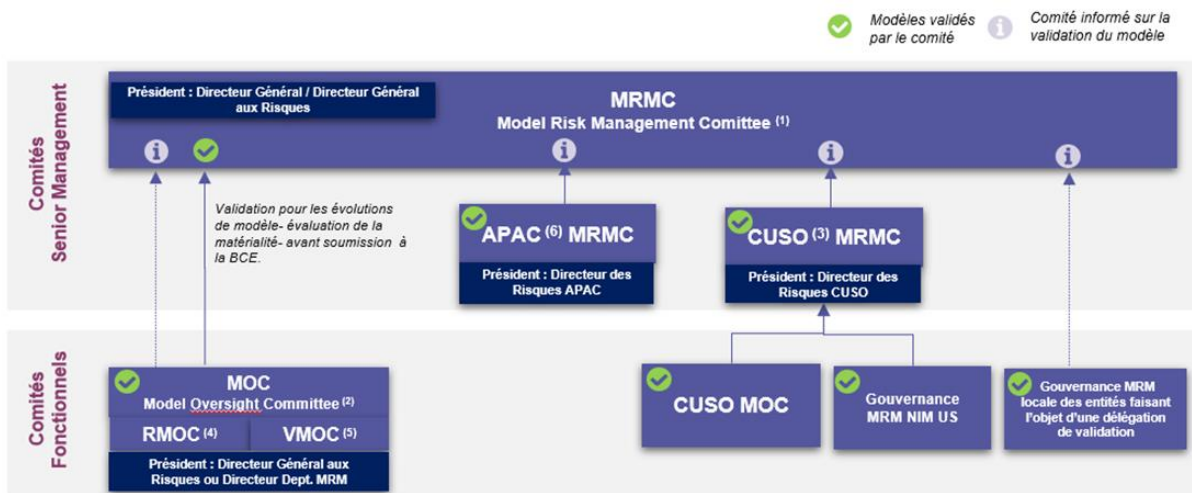 Modèles validés
par le comité
Comité informé sur la
validation du modèle
Comités
Senior Management
Président : Directeur Général / Directeur Général
aux Risques
MRMC
Model Risk Management Comittee (1)
Validation pour les évolutions
de modèle- évaluation de la
matérialité- avant soumission à
la BCE.
APAC (6) MRMC
Président : Directeur des
Risques APAC
CUSO (3) MRMC
Président : Directeur des
Risques CUSO
Comités
Fonctionnels
MOC
Model Oversight Committee (2)
RMOC (4)
VMOC (5)
Président : Directeur Général aux
Risques ou Directeur Dept. MRM
CUSO MOC
Gouvernance
MRM NIM US
Gouvernance MRM
locale des entités faisant
l'objet d'une délégation
de validation